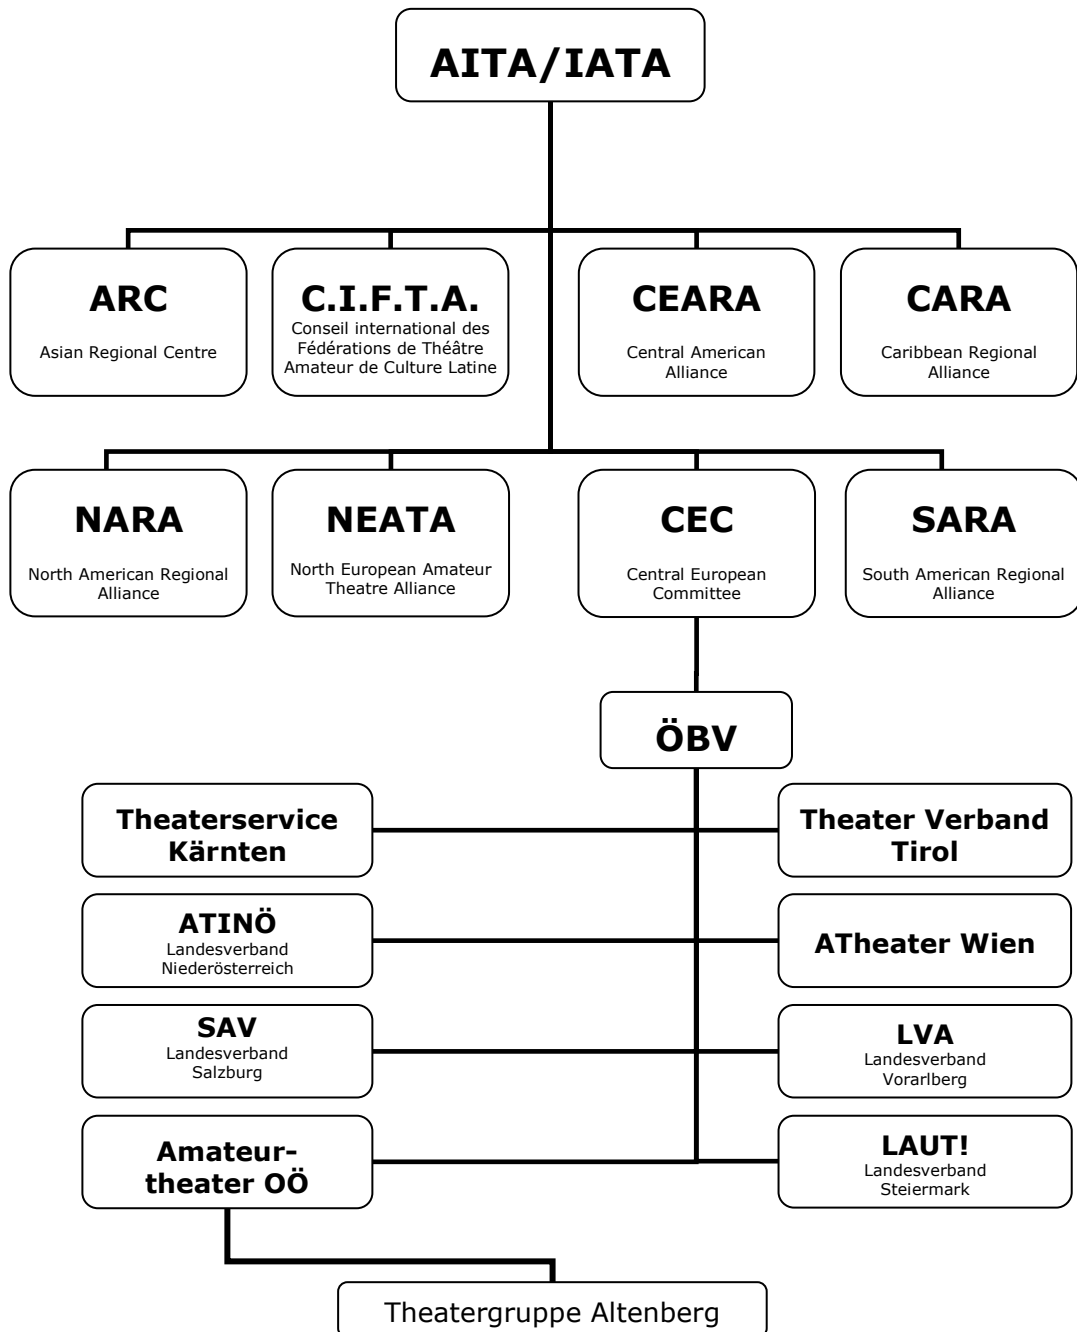 AITA/IATA
ARC
Asian Regional Centre
C.I.F.T.A.
Conseil international des
Fédérations de Théâtre
Amateur de Culture Latine
CEARA
Central American
Alliance
CARA
Caribbean Regional
Alliance
NARA
North American Regional
Alliance
NEATA
North European Amateur
Theatre Alliance
CEC
Central European
Committee
SARA
South American Regional
Alliance
ÖBV
Theaterservice
Kärnten
Theater Verband
Tirol
ATINÖ
Landesverband
Niederösterreich
ATheater Wien
SAV
Landesverband
Salzburg
LVA
Landesverband
Vorarlberg
Amateur-
theater OÖ
LAUT!
Landesverband
Steiermark
Theatergruppe Altenberg